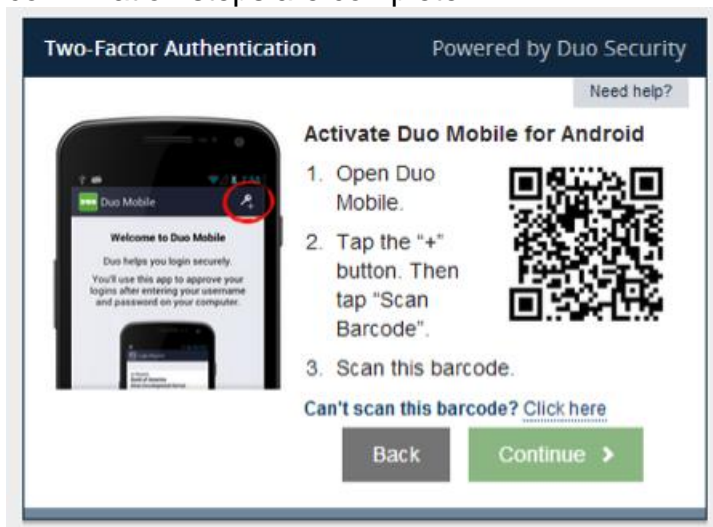 Two-Factor Authentication
Powered by Duo Security
Need help?
Duo Mobile
Welcome to Duo Mobile
Duo helps you login securely.
You'll use this app to approve your
logins after entering your username
and password on your computer.
Activate Duo Mobile for Android
1. Open Duo
Mobile.
2. Tap the "+"
button. Then
tap "Scan
Barcode".
3. Scan this barcode.
Can't scan this barcode? Click here
Back
Continue